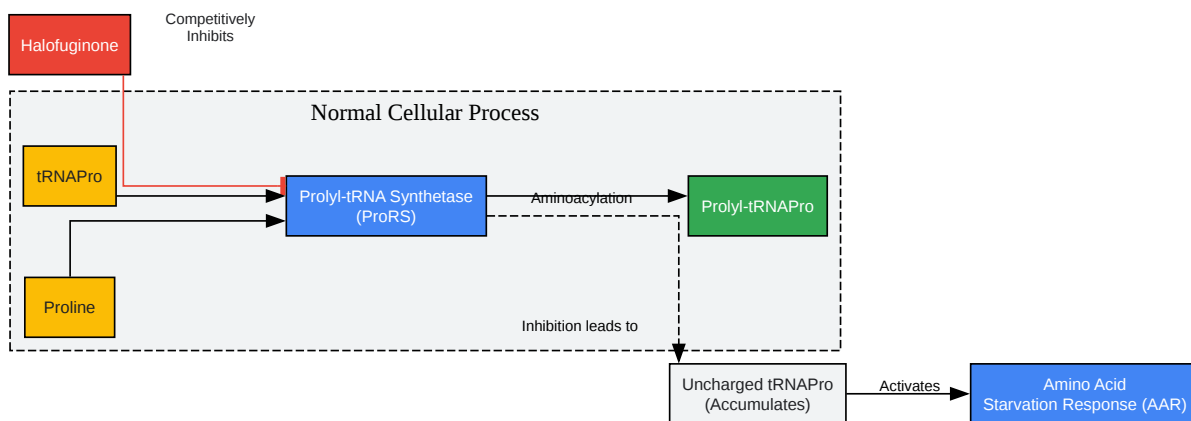 Competitively
Inhibits
Halofuginone
Normal Cellular Process
tRNAPro
Prolyl-tRNA Synthetase
(ProRS)
Aminoacylation
Prolyl-tRNAPro
Proline
Inhibition leads to
Uncharged tRNAPro
(Accumulates)
Activates
Amino Acid
Starvation Response (AAR)